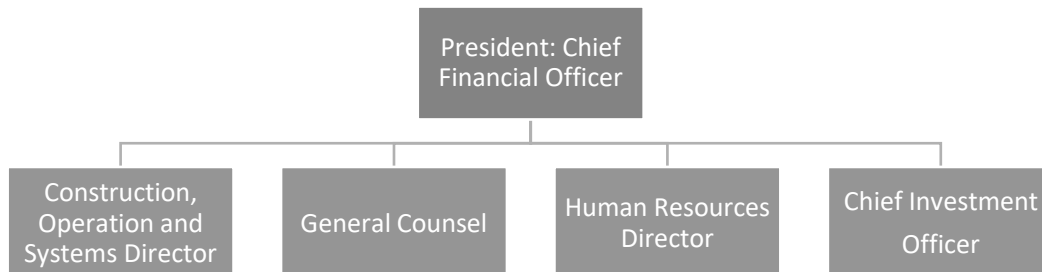 President: Chief
Financial Officer
Construction,
Operation and
Systems Director
General Counsel
Human Resources
Director
Chief Investment
Officer